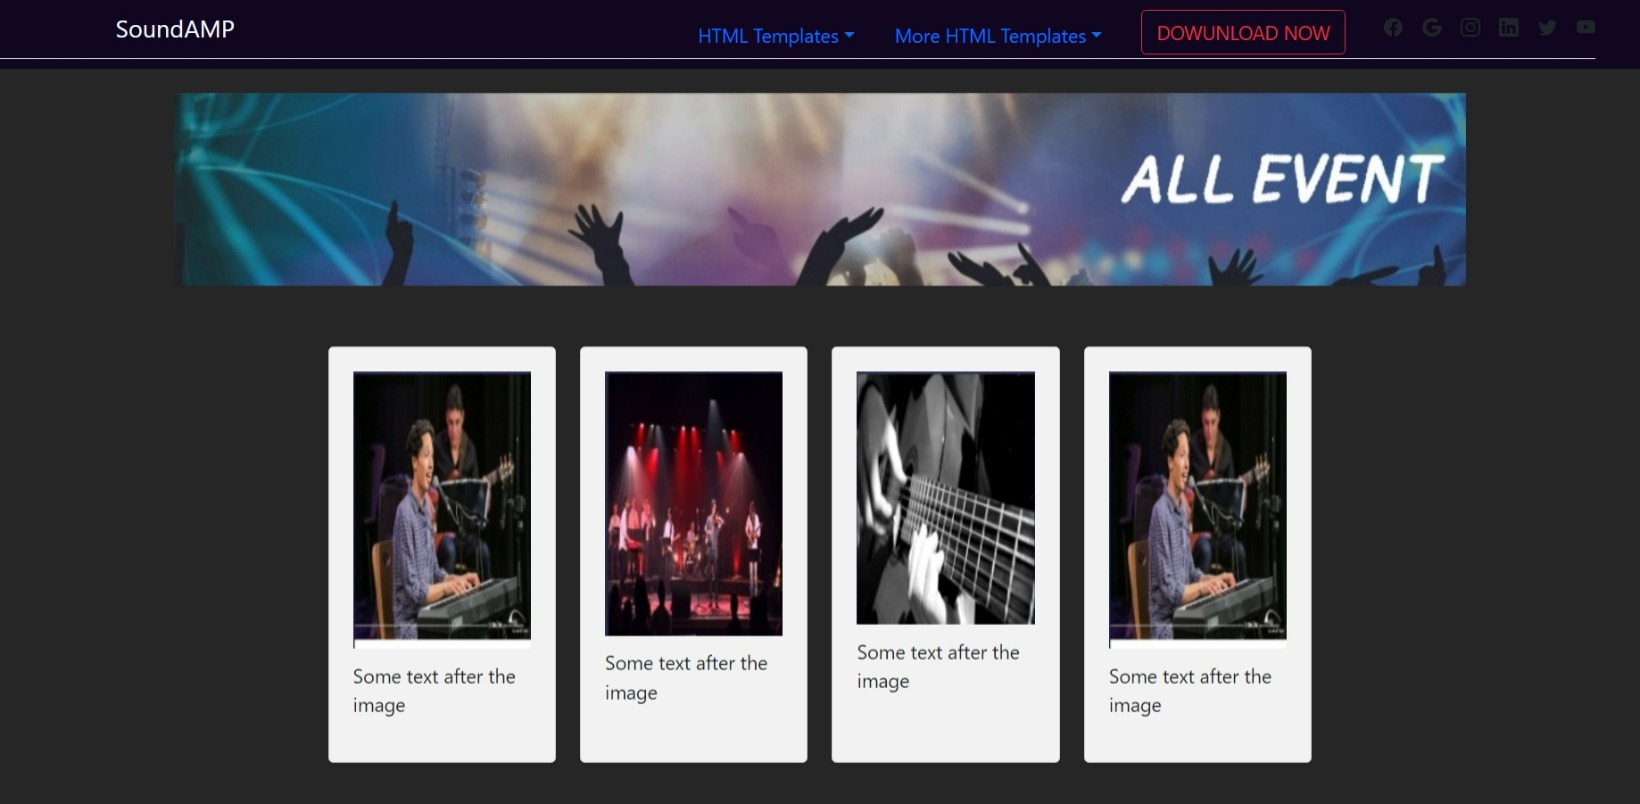 SoundAMP
HTML Templates
More HTML Templates
DOWUNLOAD NOW
ALL EVENT
Some text after the
image
Some text after the
image
Some text after the
image
Some text after the
image